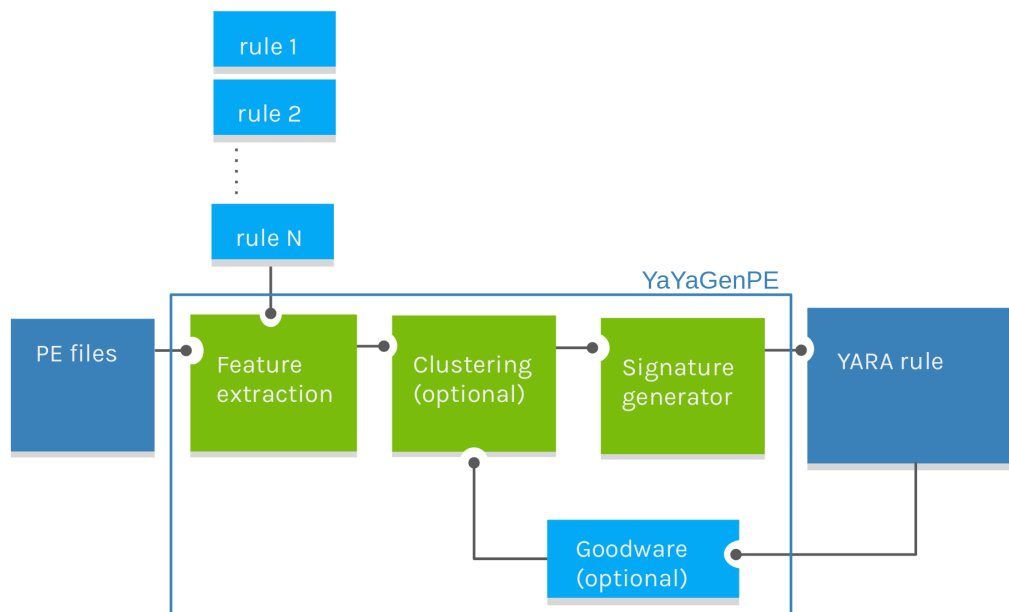 rule 1
rule 2
rule N
YaYaGenPE
PE files
Feature
extraction
Clustering
(optional)
Signature
generator
YARA rule
Goodware
(optional)